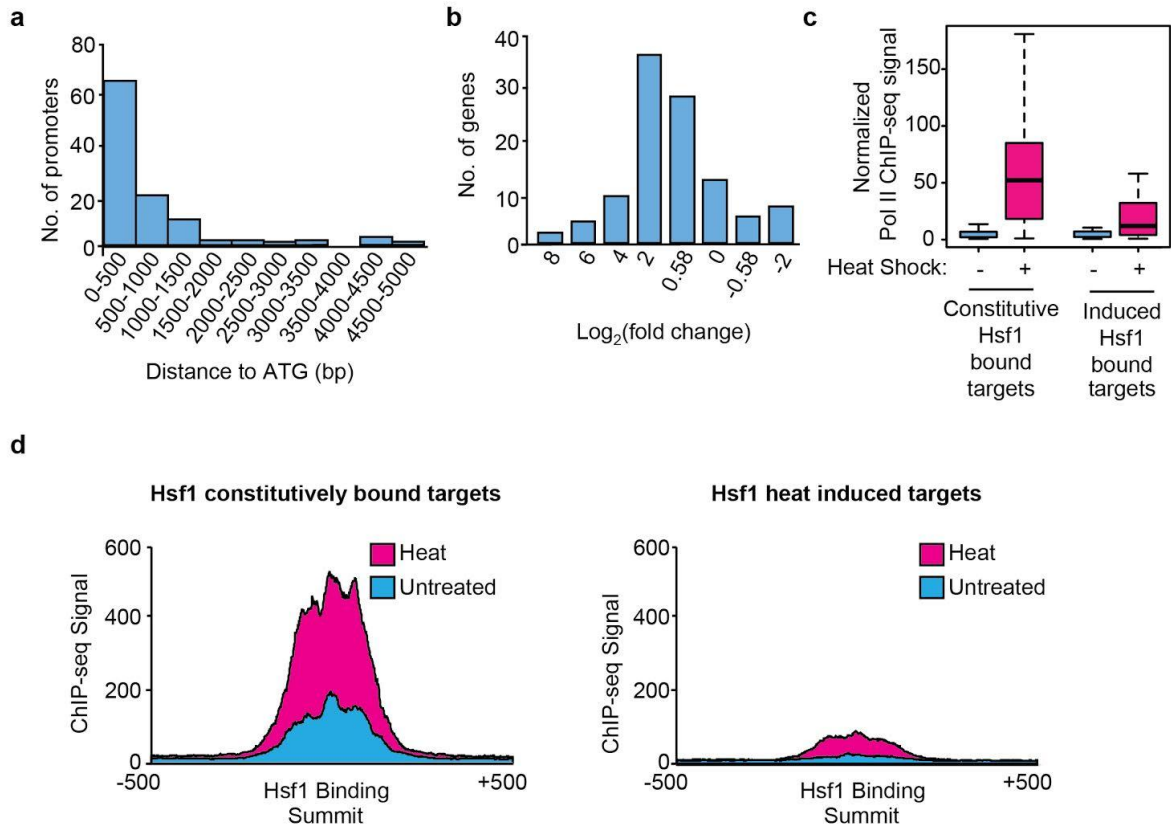 a
80
60
40
20
0
No. of promoters
0-500
500-1000
1000-1500
1500-2000
2000-2500
2500-3000
3000-3500
3500-4000
4000-4500
4500-5000
Distance to ATG (bp)
b
40
30
20
10
0
No. of genes
8
6
4
2
0.58
0
-0.58
-2
Log2(fold change)
c
Normalized
Pol II ChIP-seq signal
150
50
0
Heat Shock: - + - +
Constitutive
Hsf1
bound
targets
Induced
Hsf1
bound
targets
d
Hsf1 constitutively bound targets
600
400
200
0
ChIP-seq Signal
Heat
Untreated
-500
Hsf1 Binding
Summit
+500
Hsf1 heat induced targets
600
400
200
0
ChIP-seq Signal
Heat
Untreated
-500
Hsf1 Binding
Summit
+500